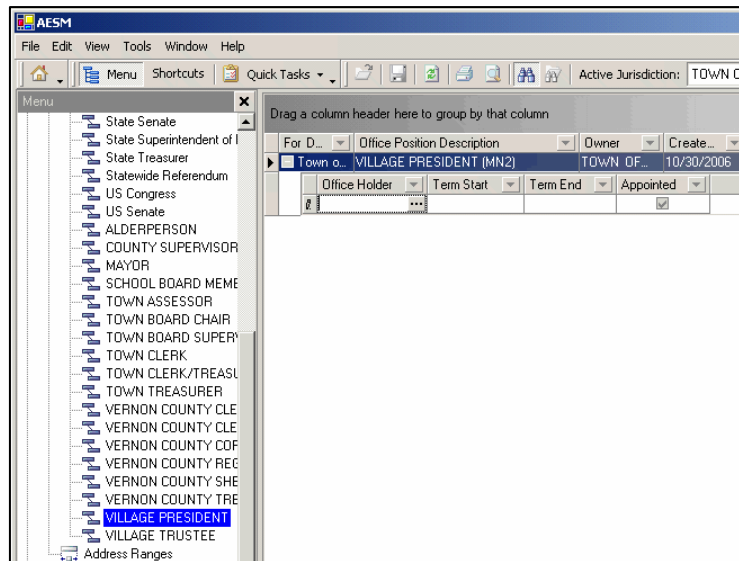 AESM
File Edit View Tools Window Help
Menu Shortcuts Quick Tasks Active Jurisdiction: TOWN O
Menu
State Senate
State Superintendent of I
State Treasurer
Statewide Referendum
US Congress
US Senate
ALDERPERSON
COUNTY SUPERVISOR
MAYOR
SCHOOL BOARD MEME
TOWN ASSESSOR
TOWN BOARD CHAIR
TOWN BOARD SUPERV
TOWN CLERK
TOWN CLERK/TREASU
TOWN TREASURER
VERNON COUNTY CLE
VERNON COUNTY CLE
VERNON COUNTY COF
VERNON COUNTY REG
VERNON COUNTY SHE
VERNON COUNTY TRE
VILLAGE PRESIDENT
VILLAGE TRUSTEE
Address Ranges
Drag a column header here to group by that column
For D... Office Position Description Owner Create...
Town o... VILLAGE PRESIDENT (MN2) TOWN OF... 10/30/2006
Office Holder Term Start Term End Appointed
...